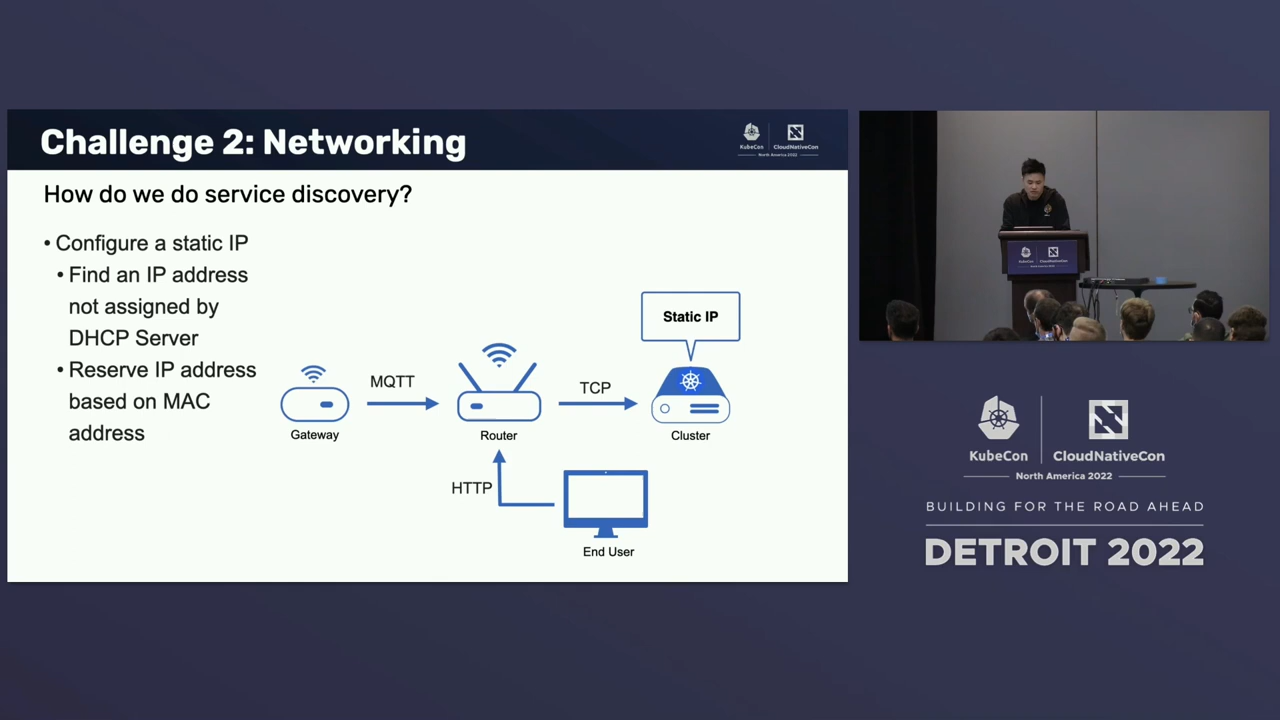 Challenge 2: Networking
KubeCon
CloudNativeCon
North America 2022
How do we do service discovery?
• Configure a static IP
• Find an IP address
not assigned by
DHCP Server
• Reserve IP address
based on MAC
address
Static IP
MQTT
TCP
Gateway
Router
Cluster
HTTP
End User
KubeCon
CloudNativeCon
KubeCon
CloudNativeCon
North America 2022
BUILDING FOR THE ROAD AHEAD
DETROIT 2022